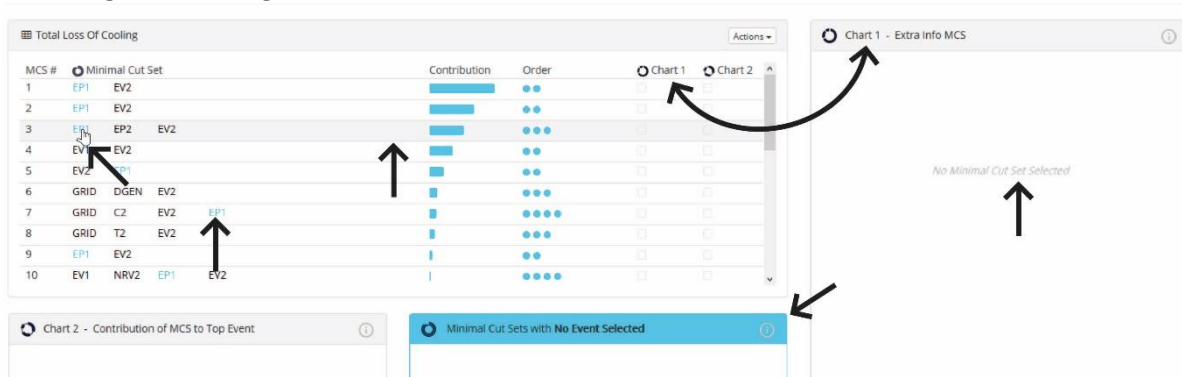 Total Loss Of Cooling
Actions
MCS # Minimal Cut Set Contribution Order Chart 1 Chart 2
1 EP1 EV2
2 EP1 EV2
3 EP1 EP2 EV2
4 EV1 EV2
5 EV2 EP1
6 GRID DGEN EV2
7 GRID C2 EV2 EP1
8 GRID T2 EV2
9 EP1 EV2
10 EV1 NRV2 EP1 EV2
Chart 1 - Extra Info MCS
No Minimal Cut Set Selected
Chart 2 - Contribution of MCS to Top Event
Minimal Cut Sets with No Event Selected